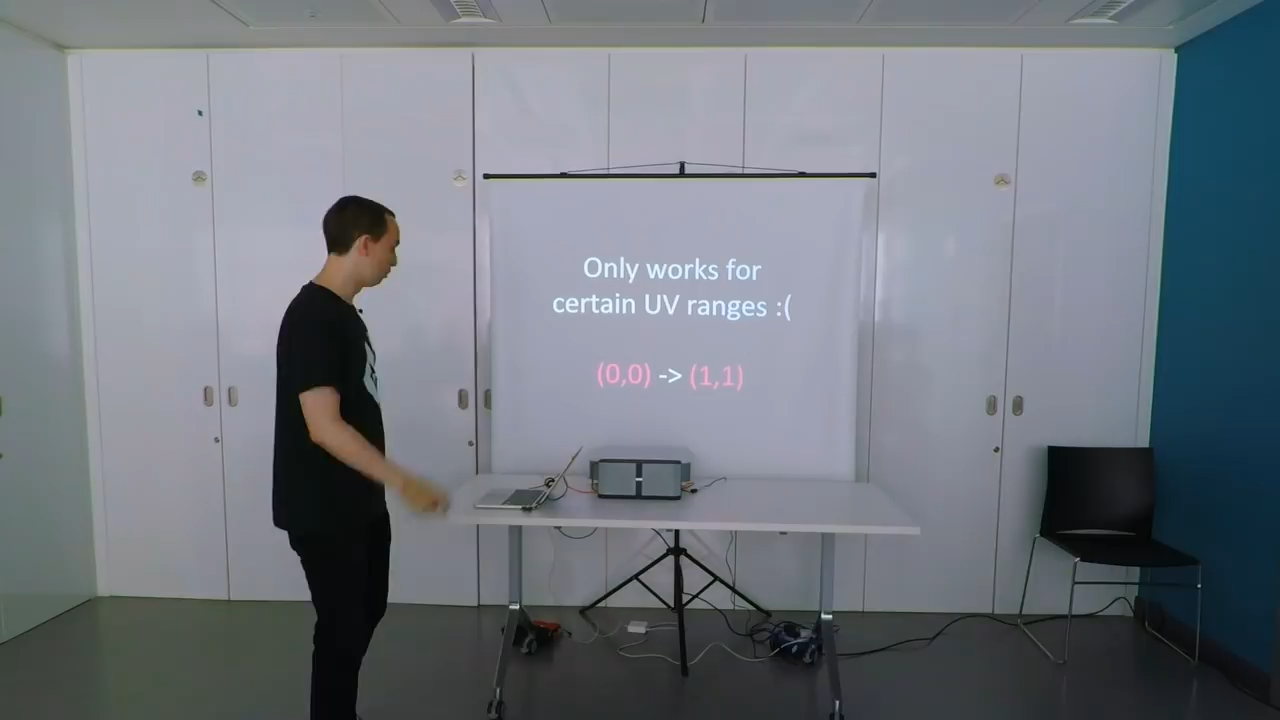 Only works for
certain UV ranges :(
(0,0) -> (1,1)